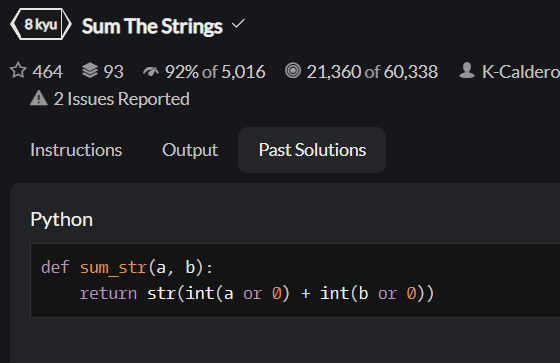 8 kyu Sum The Strings
464 93 92% of 5,016 21,360 of 60,338 K-Caldero
2 Issues Reported
Instructions Output Past Solutions
Python
def sum_str(a, b):
    return str(int(a or 0) + int(b or 0))